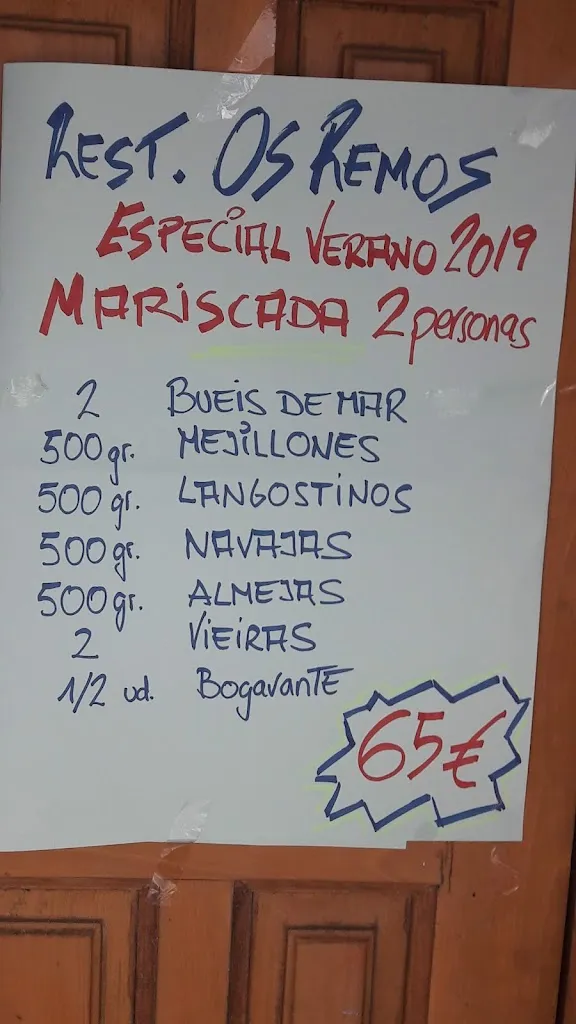 REST. OS REMOS
ESPECIAL VERANO 2019
MARISCADA 2 personas
2 BUEIS DE MAR
500 gr. MEJILLONES
500 gr. LANGOSTINOS
500 gr. NAVAJAS
500 gr. ALMEJAS
2 VIEIRAS
1/2 ud. BogavanTE
65€